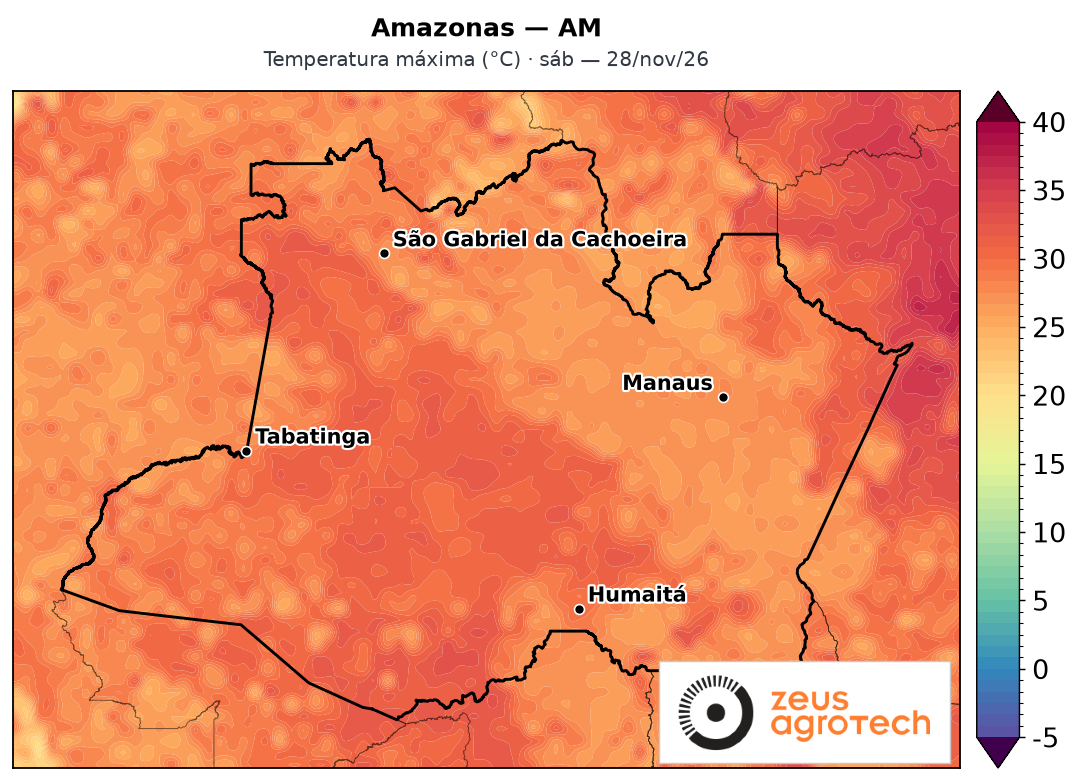 Amazonas — AM
Temperatura máxima (°C) · sáb — 28/nov/26
São Gabriel da Cachoeira
Manaus
Tabatinga
Humaitá
40
35
30
25
20
15
10
5
0
-5
zeus
agrotech